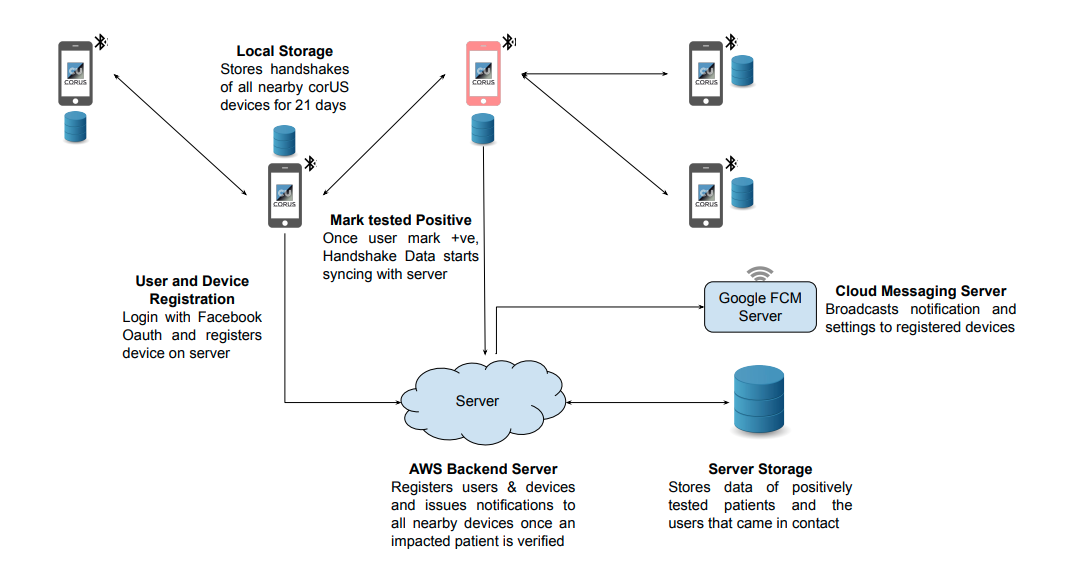 Local Storage
Stores handshakes
of all nearby corUS
devices for 21 days
CU
CORUS
CU
CORUS
CU
CORUS
CU
CORUS
CU
CORUS
Mark tested Positive
Once user mark +ve,
Handshake Data starts
syncing with server
User and Device
Registration
Login with Facebook
Oauth and registers
device on server
Google FCM
Server
Cloud Messaging Server
Broadcasts notification and
settings to registered devices
Server
AWS Backend Server
Registers users & devices
and issues notifications to
all nearby devices once an
impacted patient is verified
Server Storage
Stores data of positively
tested patients and the
users that came in contact